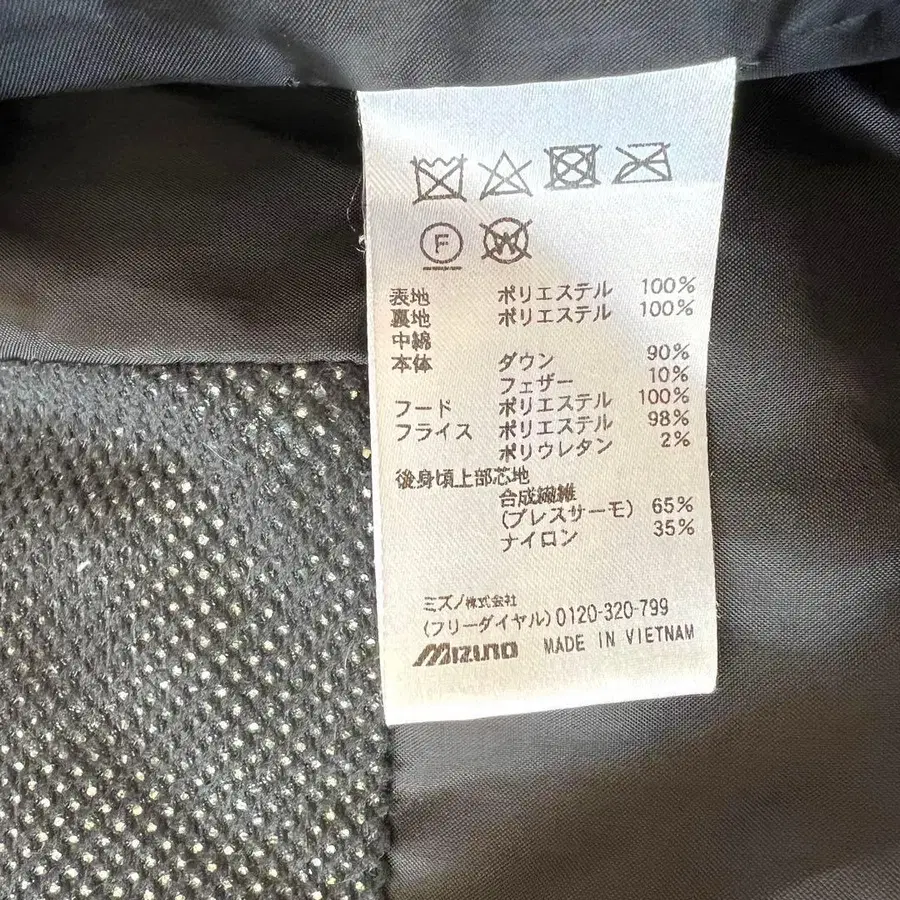 F W
表地 ポリエステル 100%
裏地 ポリエステル 100%
中綿
本体 ダウン 90%
フェザー 10%
フード ポリエステル 100%
フライス ポリエステル 98%
ポリウレタン 2%
後身頃上部芯地
合成繊維
(ブレスサーモ) 65%
ナイロン 35%
ミズノ株式会社
(フリーダイヤル)0120-320-799
Mizuno MADE IN VIETNAM